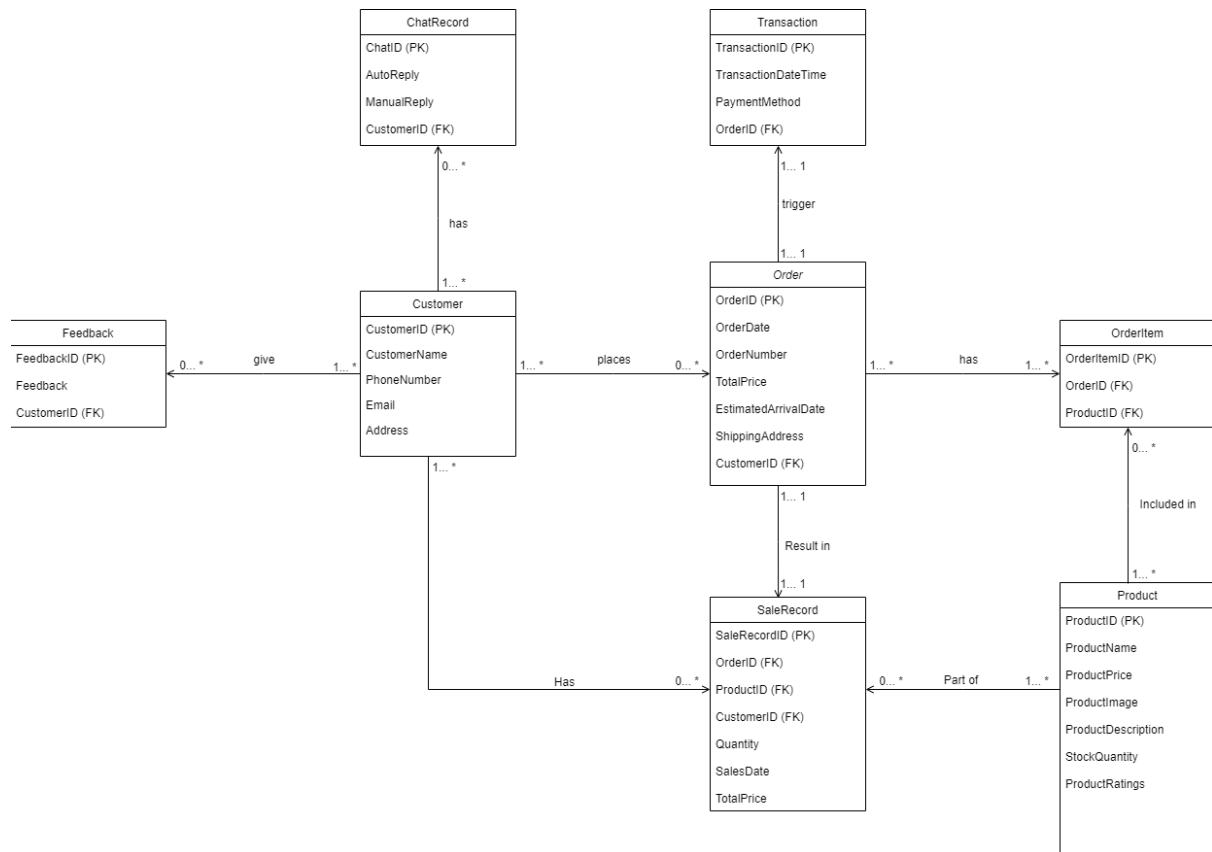 ChatRecord
ChatID (PK)
AutoReply
ManualReply
CustomerID (FK)
Transaction
TransactionID (PK)
TransactionDateTime
PaymentMethod
OrderID (FK)
0... *
has
1... *
1... 1
trigger
1... 1
Feedback
FeedbackID (PK)
Feedback
CustomerID (FK)
0... *
give
1... *
Customer
CustomerID (PK)
CustomerName
PhoneNumber
Email
Address
1... *
places
0... *
Order
OrderID (PK)
OrderDate
OrderNumber
TotalPrice
EstimatedArrivalDate
ShippingAddress
CustomerID (FK)
1... *
has
1... *
OrderItem
OrderItemID (PK)
OrderID (FK)
ProductID (FK)
1... *
Has
0... *
1... 1
Result in
1... 1
0... *
Included in
1... *
SaleRecord
SaleRecordID (PK)
OrderID (FK)
ProductID (FK)
CustomerID (FK)
Quantity
SalesDate
TotalPrice
0... *
Part of
1... *
Product
ProductID (PK)
ProductName
ProductPrice
ProductImage
ProductDescription
StockQuantity
ProductRatings